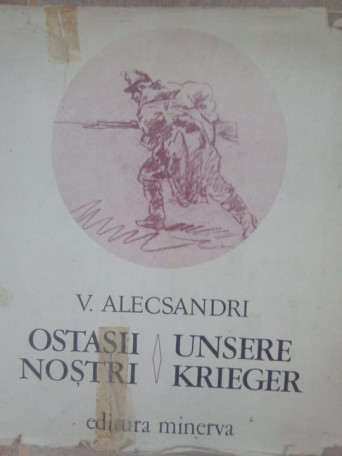 V. ALECSANDRI
OSTAȘII UNSERE
NOȘTRI KRIEGER
editura minerva